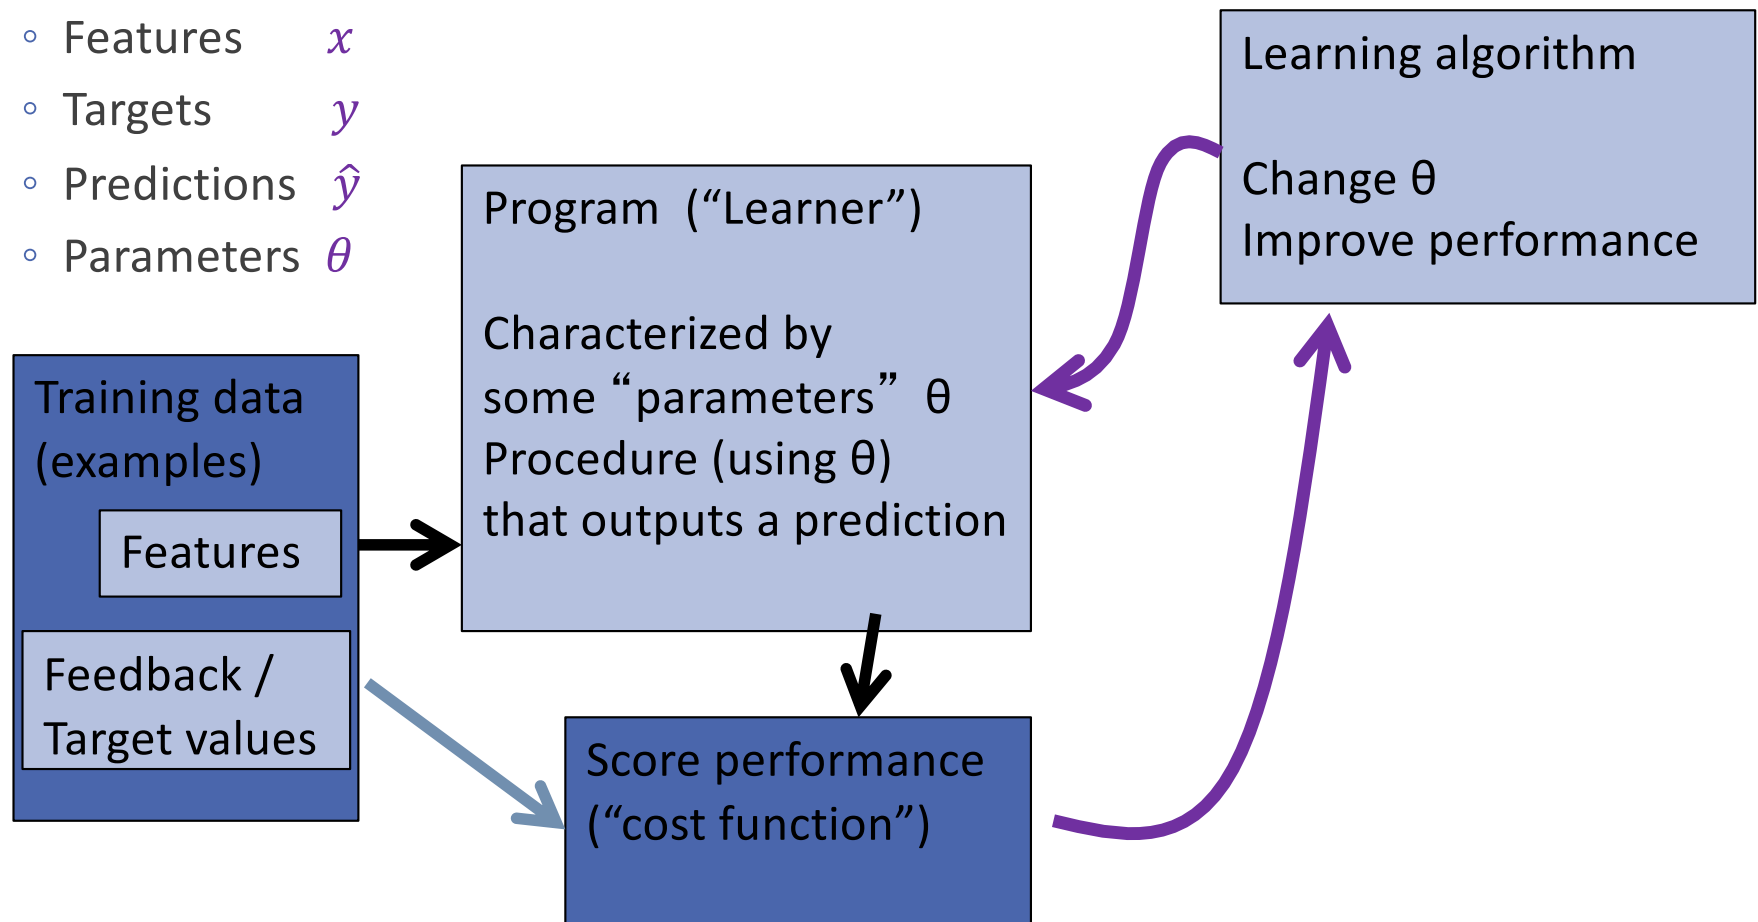 ◦ Features x
◦ Targets y
◦ Predictions ŷ
◦ Parameters θ
Training data
(examples)
Features
Feedback /
Target values
Program (“Learner”)
Characterized by
some “parameters” θ
Procedure (using θ)
that outputs a prediction
Score performance
(“cost function”)
Learning algorithm
Change θ
Improve performance